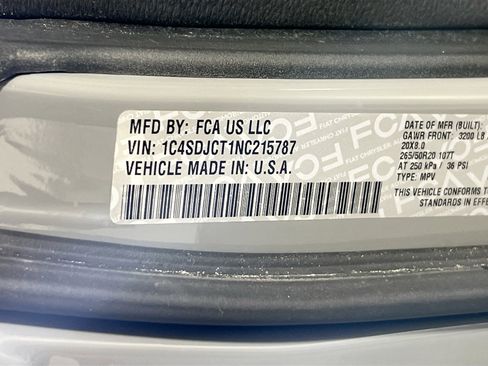 MFD BY: FCA US LLC
VIN: 1C4SDJCT1NC215787
VEHICLE MADE IN: U.S.A.
DATE OF MFR (BUILT):
GAWR FRONT: 3200 LB
20X8.0
265/50R20 107T
AT 250 kPa / 36 PSI
TYPE: MPV
THIS VEHICLE CONFORMS TO
STANDARDS IN EFFE